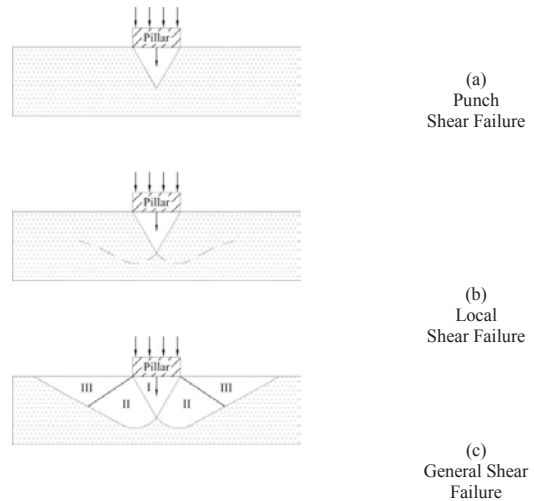 Pillar
(a)
Punch
Shear Failure
Pillar
(b)
Local
Shear Failure
Pillar
III
I
III
II
II
(c)
General Shear
Failure